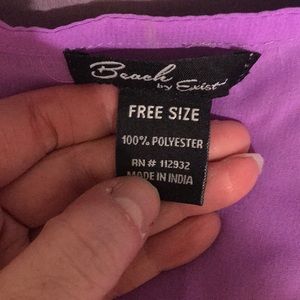 Beach
by Exist
FREE SIZE
100% POLYESTER
RN # 112932
MADE IN INDIA